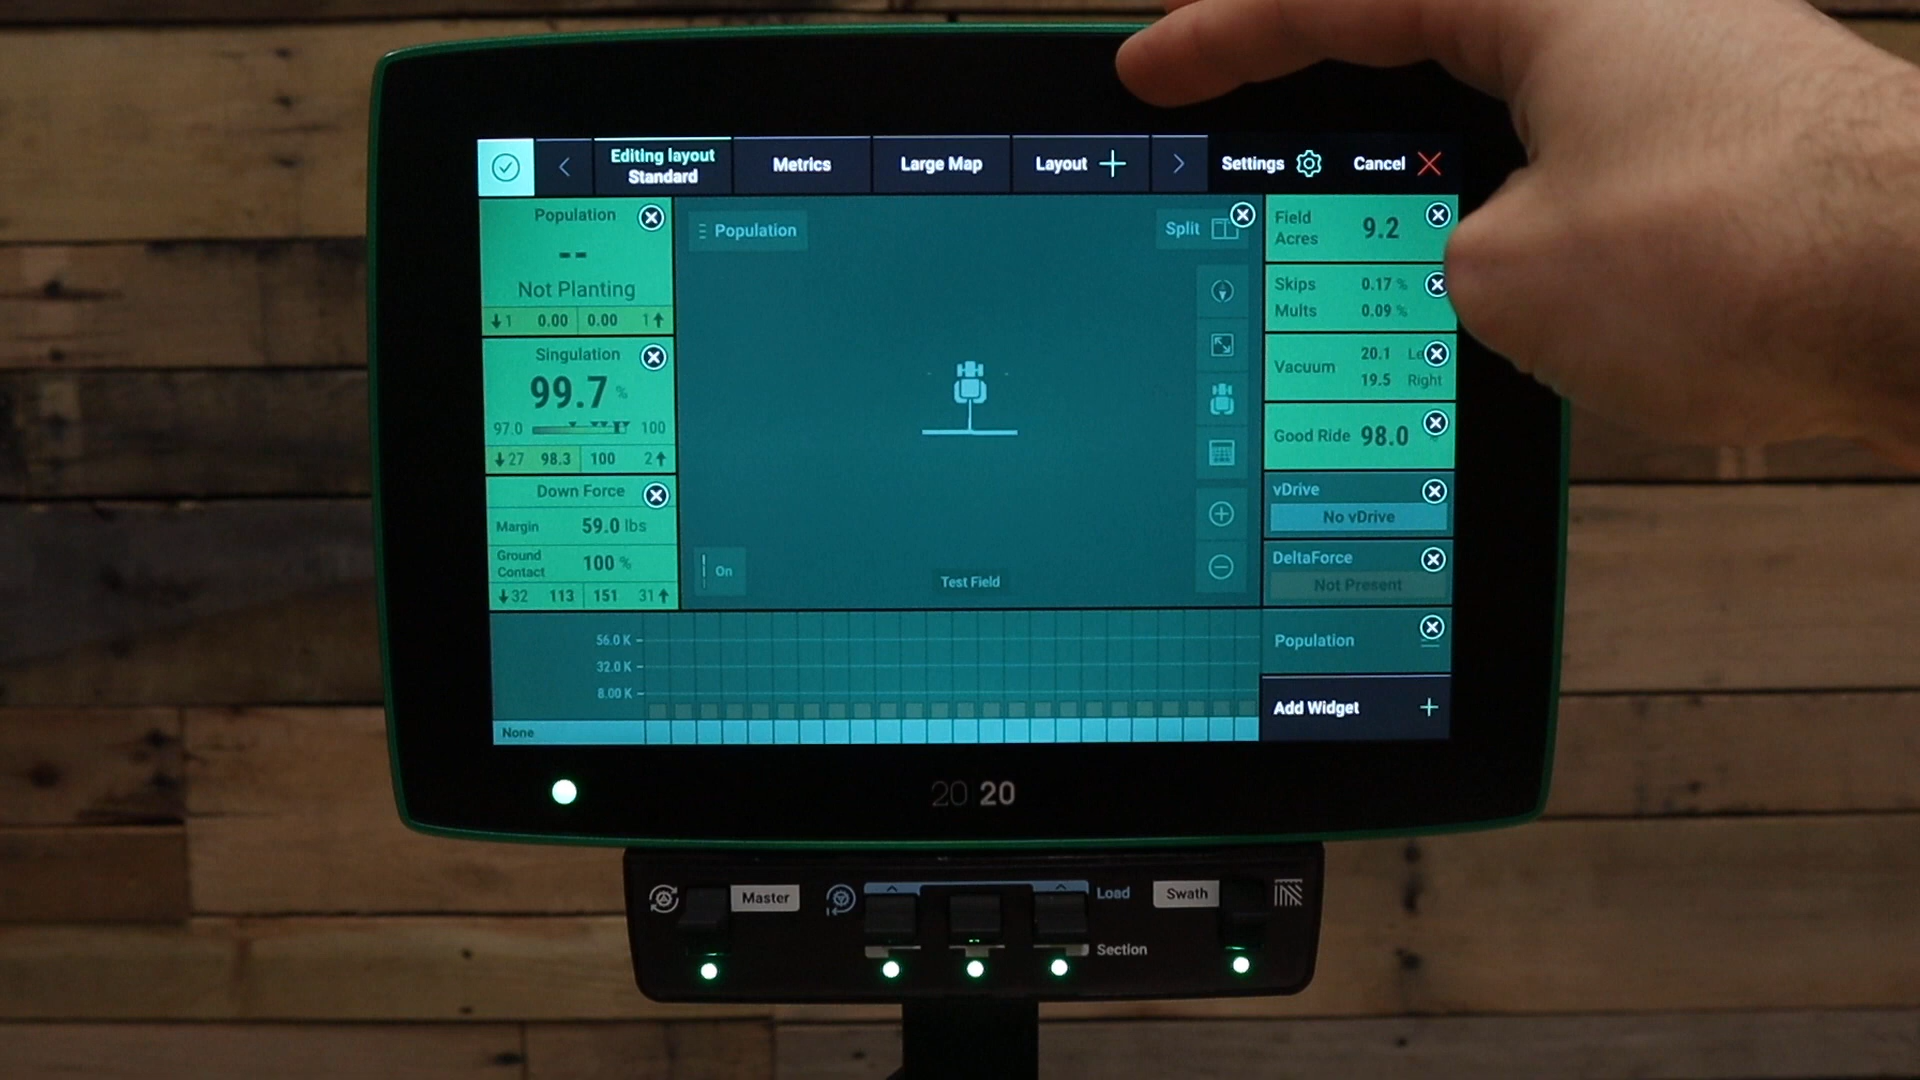 Editing layout
Standard
Metrics
Large Map
Layout
Settings
Cancel
Population
--
Not Planting
1 0.00 0.00 1
Singulation
99.7 %
97.0 100
27 98.3 100 2
Down Force
Margin 59.0 lbs
Ground
Contact 100 %
32 113 151 31
Population
Split
On
Test Field
Field
Acres 9.2
Skips 0.17 %
Mults 0.09 %
Vacuum 20.1
19.5 Right
Good Ride 98.0
vDrive
No vDrive
DeltaForce
Not Present
Population
Add Widget
56.0 K
32.0 K
8.00 K
None
20 20
Master
Load
Swath
Section